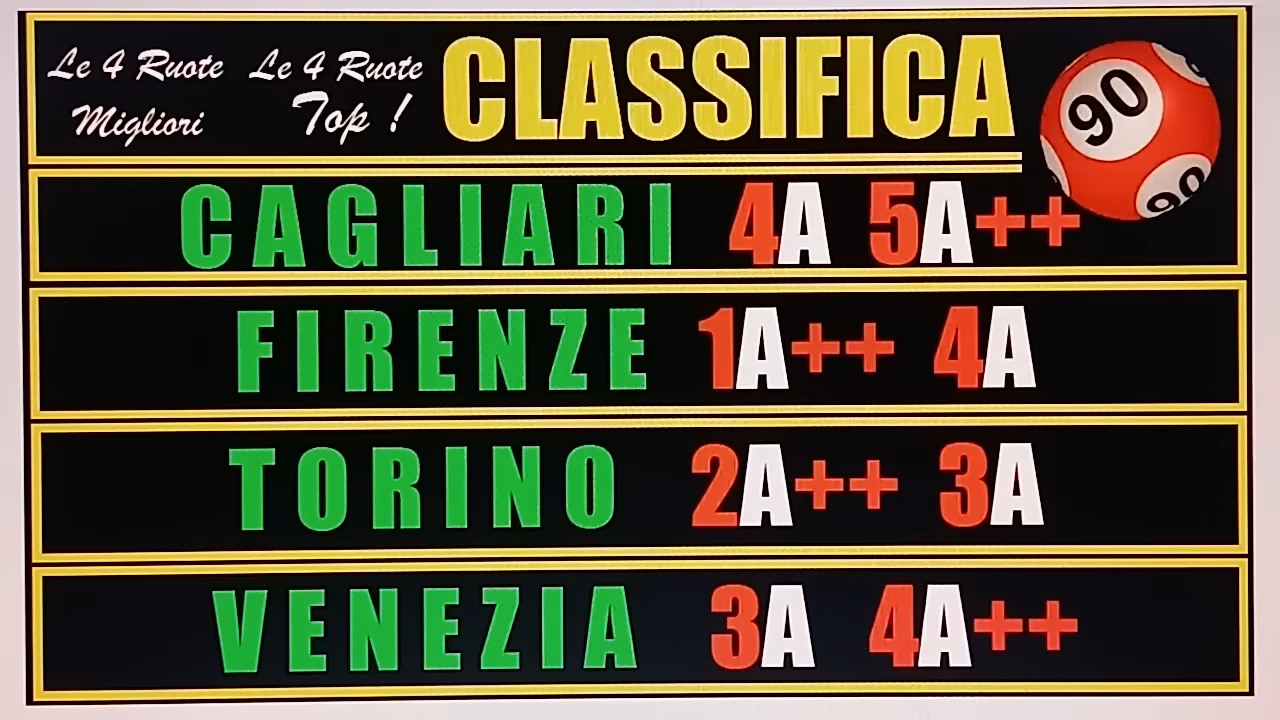 Le 4 Ruote Migliori
Le 4 Ruote Top !
CLASSIFICA
90
90
CAGLIARI 4A 5A++
FIRENZE 1A++ 4A
TORINO 2A++ 3A
VENEZIA 3A 4A++